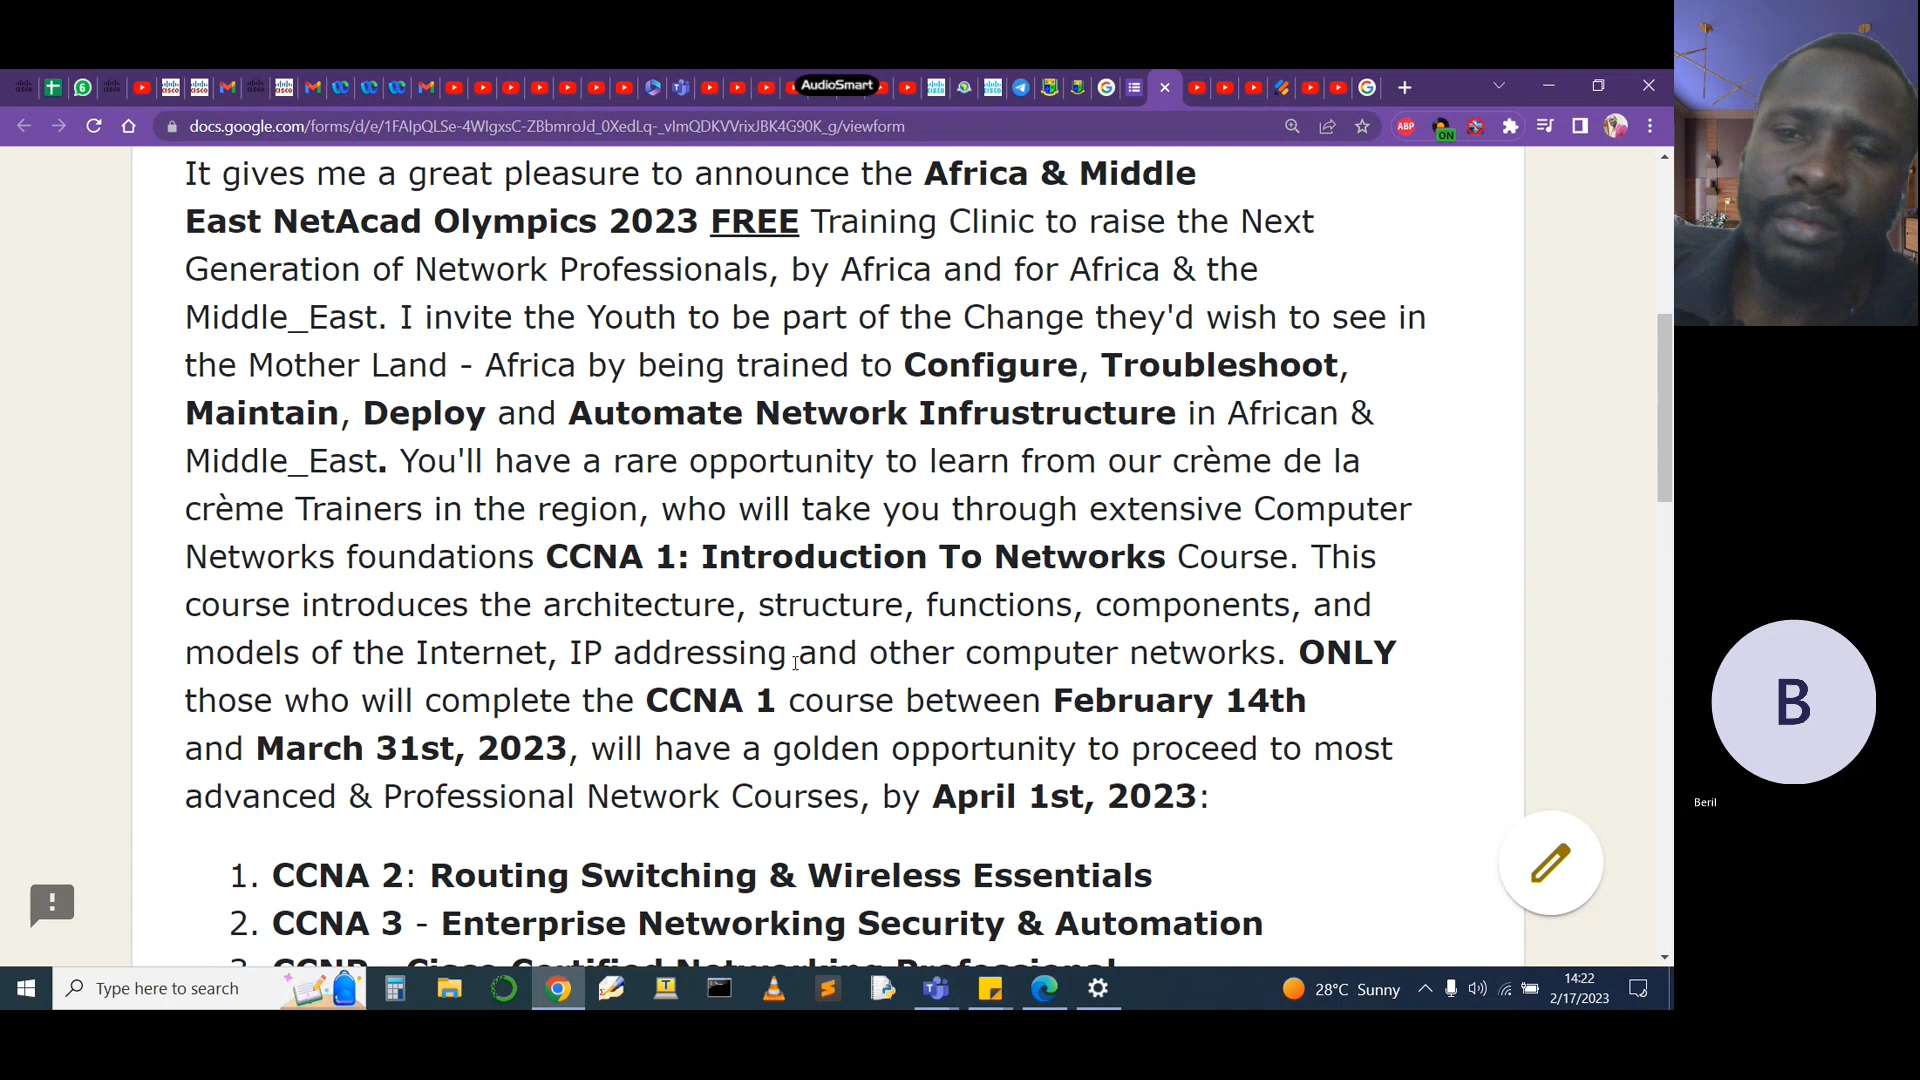 AudioSmart
docs.google.com/forms/d/e/1FAIpQLSe-4WIgxsC-ZBbmroJd_0XedLq-_vlmQDKVVrixJBK4G90K_g/viewform
ABP
ON
It gives me a great pleasure to announce the Africa & Middle
East NetAcad Olympics 2023 FREE Training Clinic to raise the Next
Generation of Network Professionals, by Africa and for Africa & the
Middle_East. I invite the Youth to be part of the Change they'd wish to see in
the Mother Land - Africa by being trained to Configure, Troubleshoot,
Maintain, Deploy and Automate Network Infrustructure in African &
Middle_East. You'll have a rare opportunity to learn from our crème de la
crème Trainers in the region, who will take you through extensive Computer
Networks foundations CCNA 1: Introduction To Networks Course. This
course introduces the architecture, structure, functions, components, and
models of the Internet, IP addressing and other computer networks. ONLY
those who will complete the CCNA 1 course between February 14th
and March 31st, 2023, will have a golden opportunity to proceed to most
advanced & Professional Network Courses, by April 1st, 2023:
1. CCNA 2: Routing Switching & Wireless Essentials
2. CCNA 3 - Enterprise Networking Security & Automation
3. CCNP - Cisco Certified Networking Professional
B
Beril
Type here to search
28°C Sunny
14:22
2/17/2023